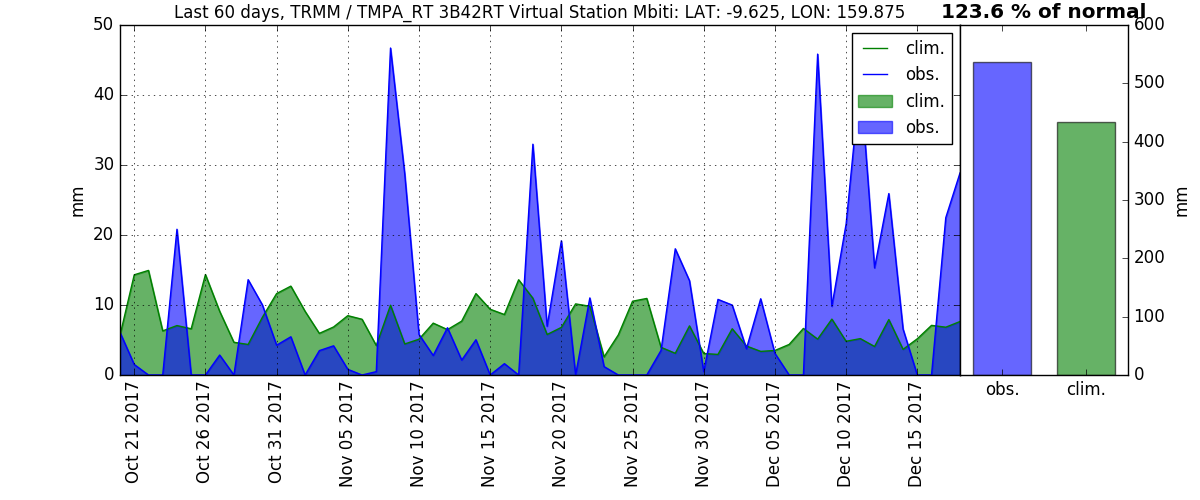 Last 60 days, TRMM / TMPA_RT 3B42RT Virtual Station Mbiti: LAT: -9.625, LON: 159.875
123.6 % of normal
50
40
30
20
10
0
mm
clim.
obs.
clim.
obs.
600
500
400
300
200
100
0
mm
Oct 21 2017
Oct 26 2017
Oct 31 2017
Nov 05 2017
Nov 10 2017
Nov 15 2017
Nov 20 2017
Nov 25 2017
Nov 30 2017
Dec 05 2017
Dec 10 2017
Dec 15 2017
obs.
clim.